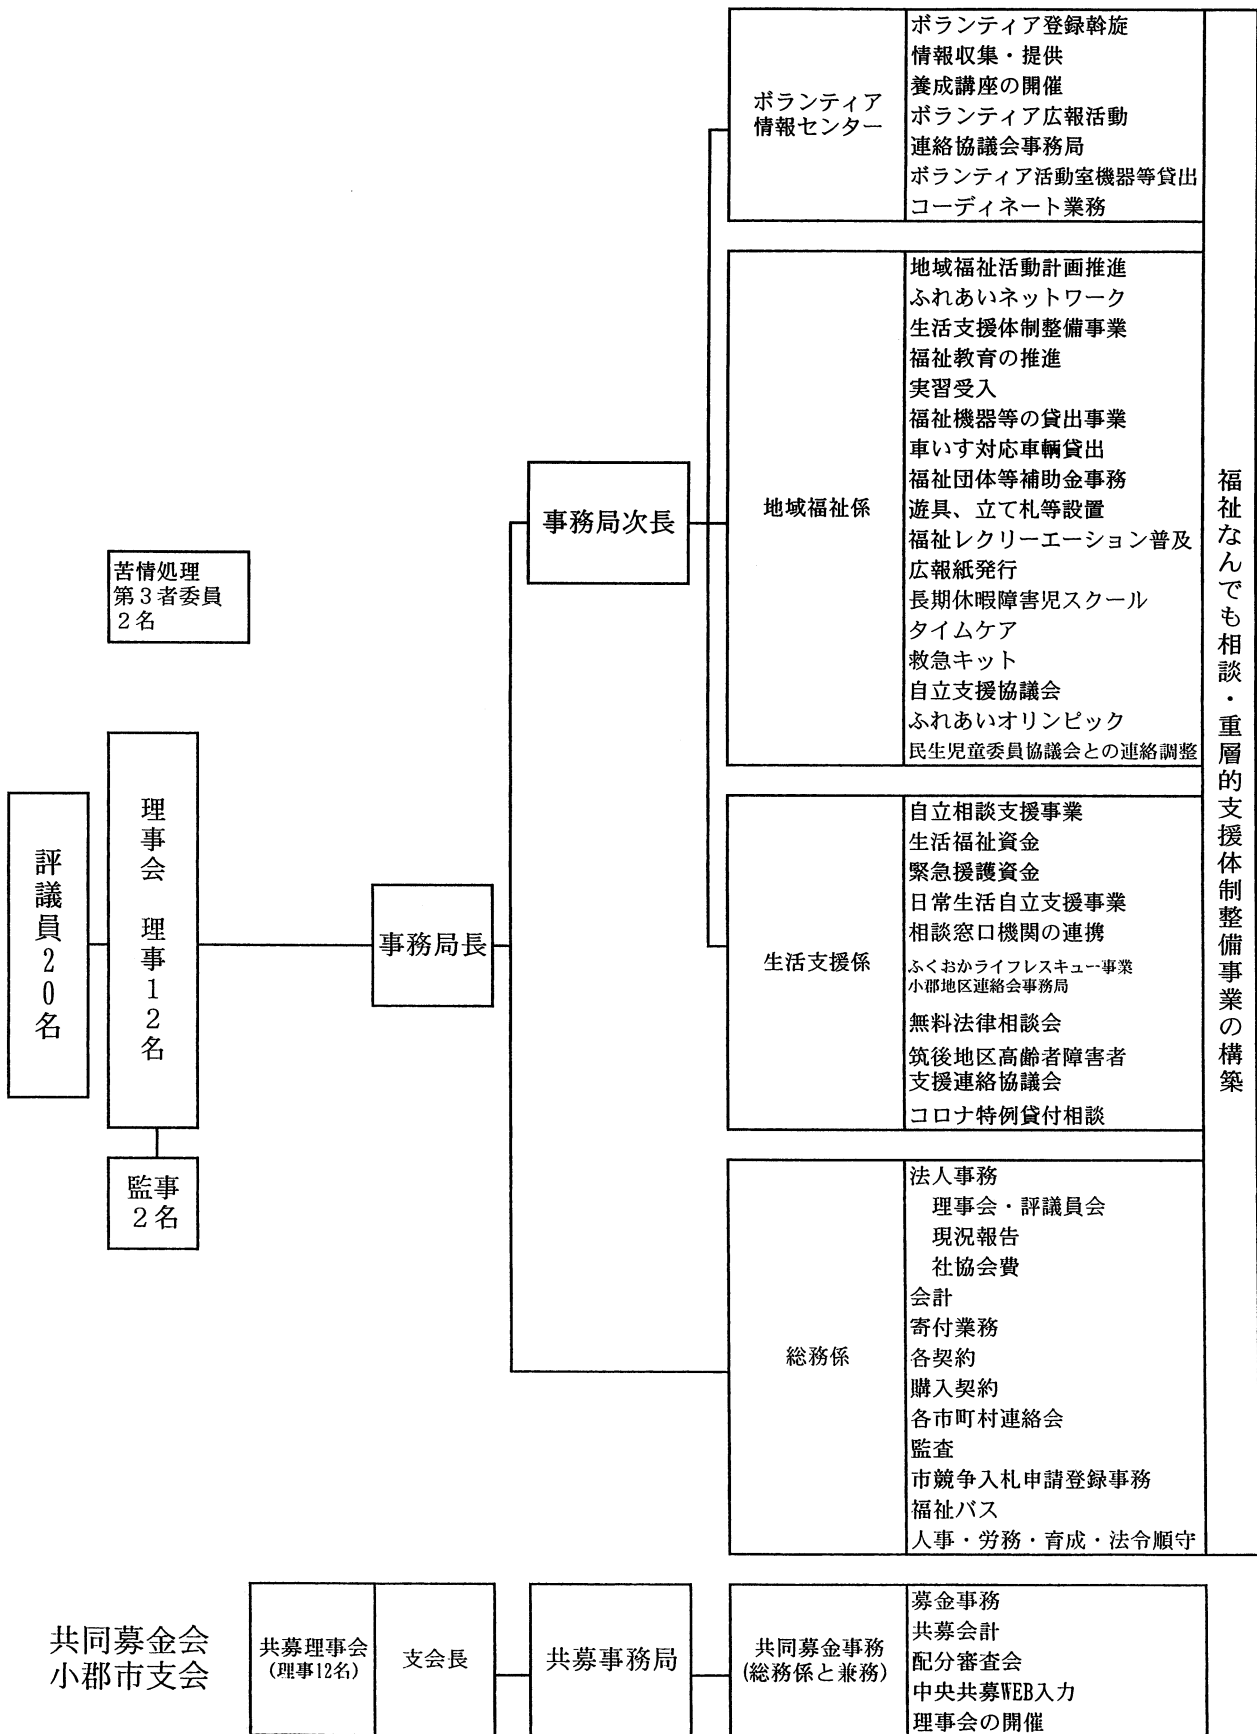 評議員20名
理事会 理事12名
監事
2名
苦情処理
第3者委員
2名
事務局長
事務局次長
ボランティア
情報センター
ボランティア登録斡旋
情報収集・提供
養成講座の開催
ボランティア広報活動
連絡協議会事務局
ボランティア活動室機器等貸出
コーディネート業務
地域福祉係
地域福祉活動計画推進
ふれあいネットワーク
生活支援体制整備事業
福祉教育の推進
実習受入
福祉機器等の貸出事業
車いす対応車輌貸出
福祉団体等補助金事務
遊具、立て札等設置
福祉レクリーエーション普及
広報紙発行
長期休暇障害児スクール
タイムケア
救急キット
自立支援協議会
ふれあいオリンピック
民生児童委員協議会との連絡調整
生活支援係
自立相談支援事業
生活福祉資金
緊急援護資金
日常生活自立支援事業
相談窓口機関の連携
ふくおかライフレスキュー事業
小郡地区連絡会事務局
無料法律相談会
筑後地区高齢者障害者
支援連絡協議会
コロナ特例貸付相談
総務係
法人事務
理事会・評議員会
現況報告
社協会費
会計
寄付業務
各契約
購入契約
各市町村連絡会
監査
市競争入札申請登録事務
福祉バス
人事・労務・育成・法令順守
福祉なんでも相談・重層的支援体制整備事業の構築
共同募金会
小郡市支会
共募理事会
(理事12名)
支会長
共募事務局
共同募金事務
(総務係と兼務)
募金事務
共募会計
配分審査会
中央共募WEB入力
理事会の開催